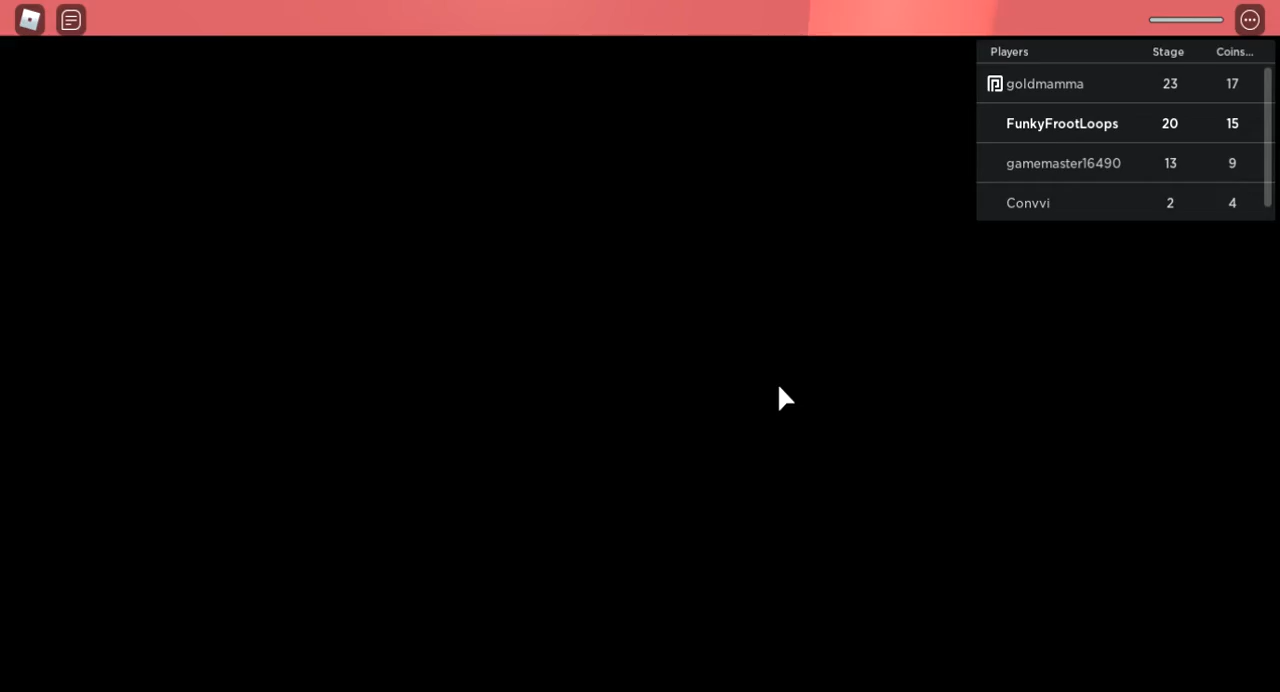 Players Stage Coins...
goldmamma 23 17
FunkyFrootLoops 20 15
gamemaster16490 13 9
Convvi 2 4